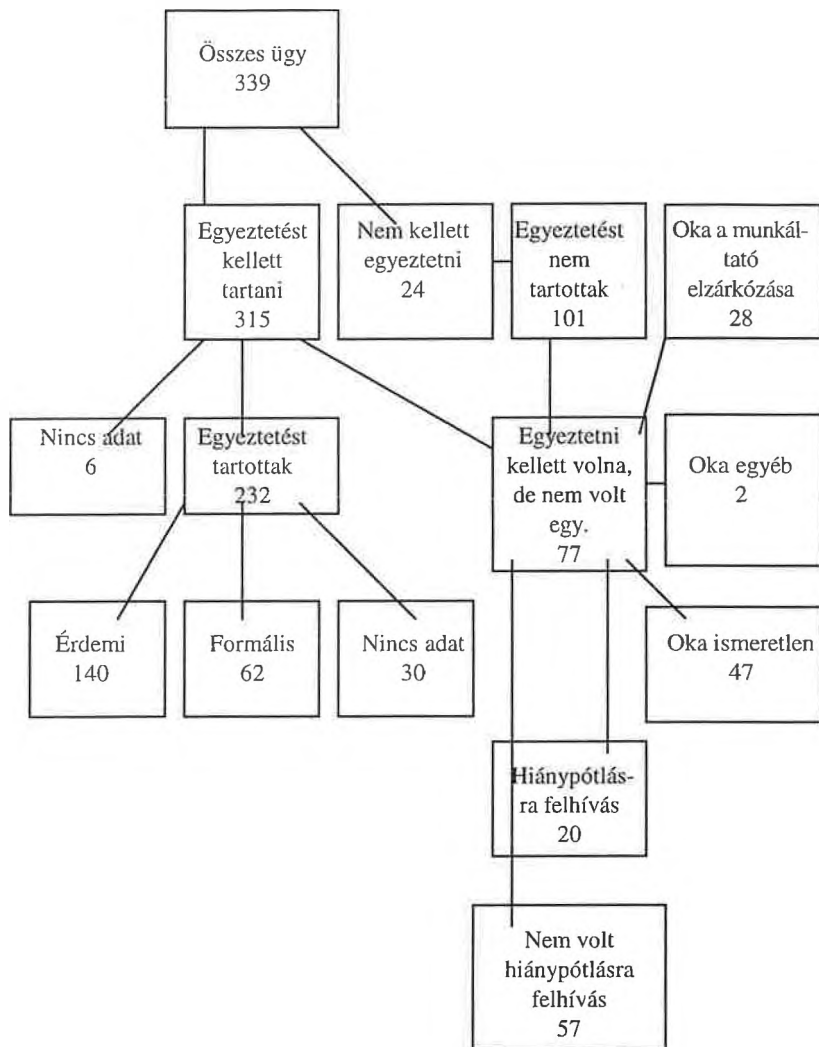 Összes ügy
339
Egyeztetést
kellett
tartani
315
Nem kellett
egyeztetni
24
Egyeztetést
nem
tartottak
101
Oka a munkál-
tató
elzárkózása
28
Nincs adat
6
Egyeztetést
tartottak
232
Egyeztetni
kellett volna,
de nem volt
egy.
77
Oka egyéb
2
Érdemi
140
Formális
62
Nincs adat
30
Oka ismeretlen
47
Hiánypótlás-
ra felhívás
20
Nem volt
hiánypótlásra
felhívás
57